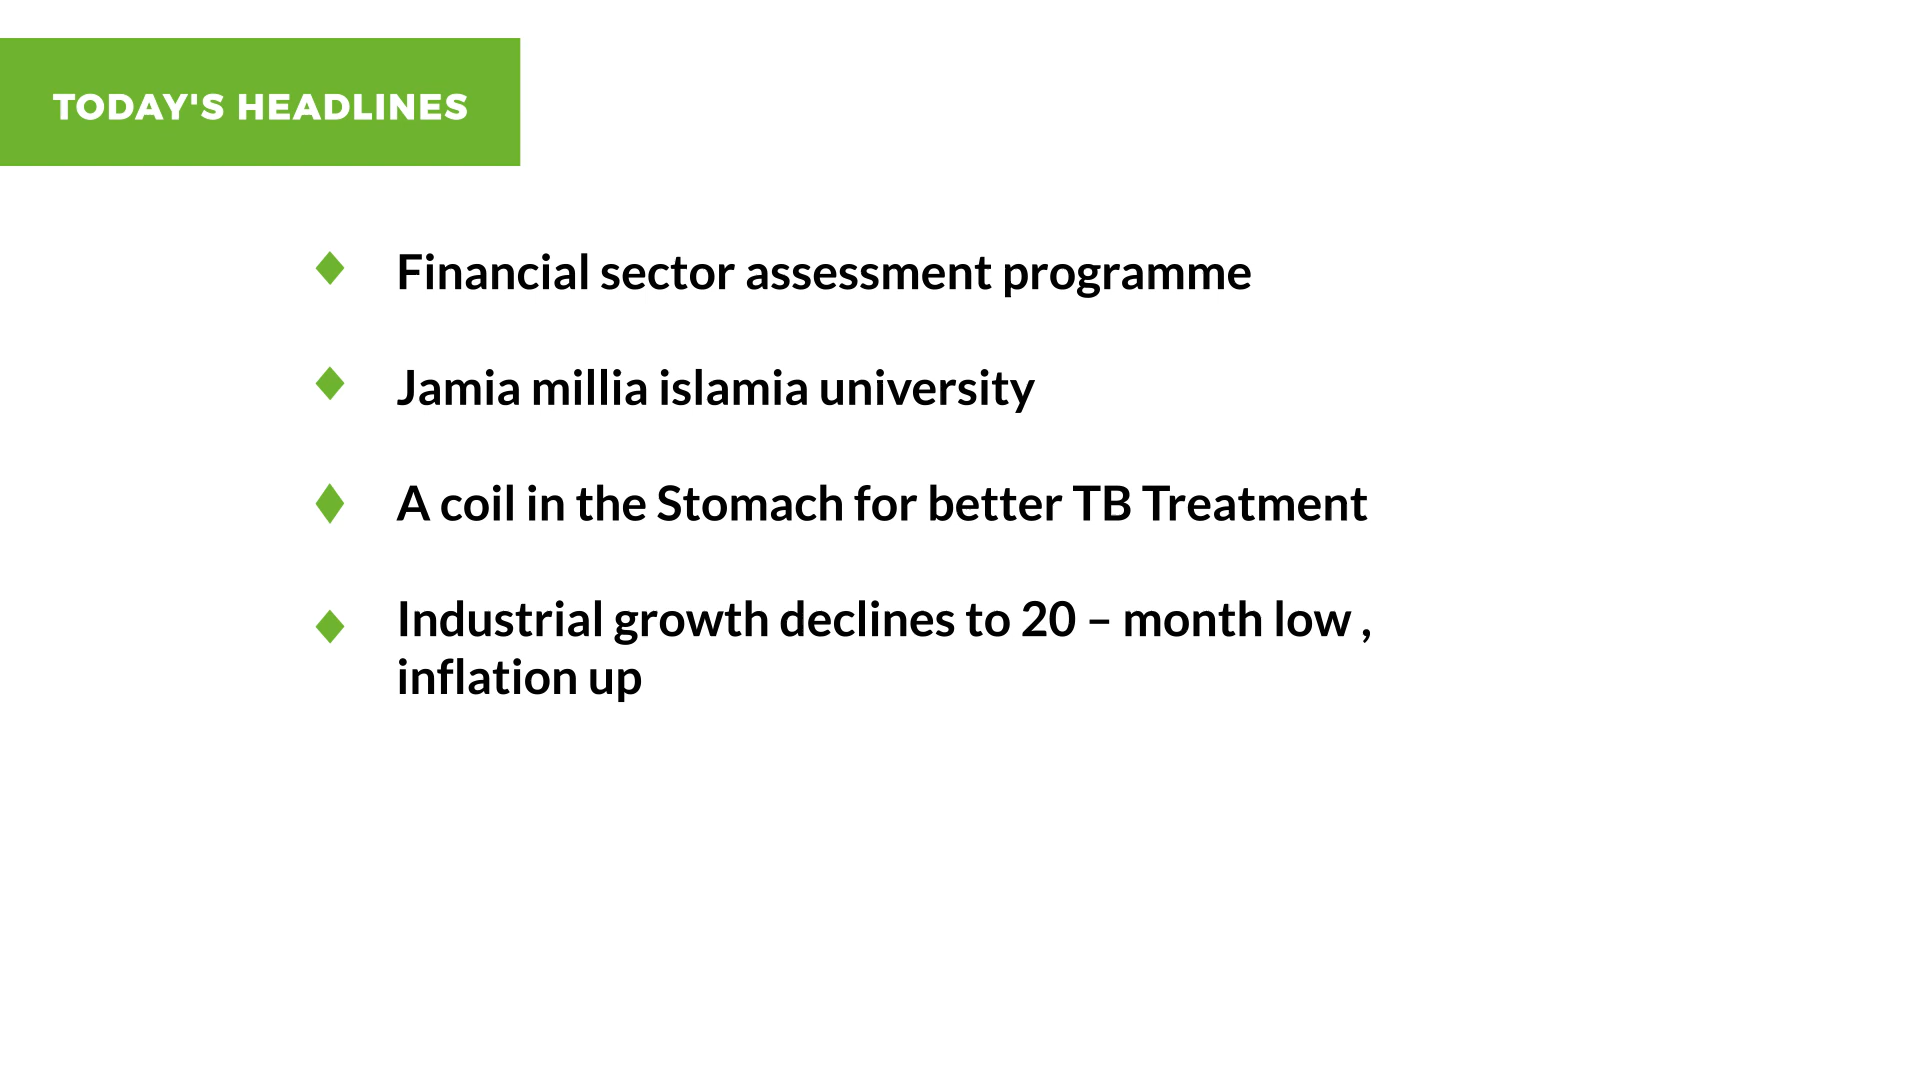 TODAY'S HEADLINES
Financial sector assessment programme
Jamia millia islamia university
A coil in the Stomach for better TB Treatment
Industrial growth declines to 20 – month low ,
inflation up